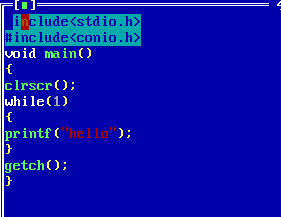 include<stdio.h>
#include<conio.h>
void main()
{
clrscr();
while(1)
{
printf("hello");
}
getch();
}